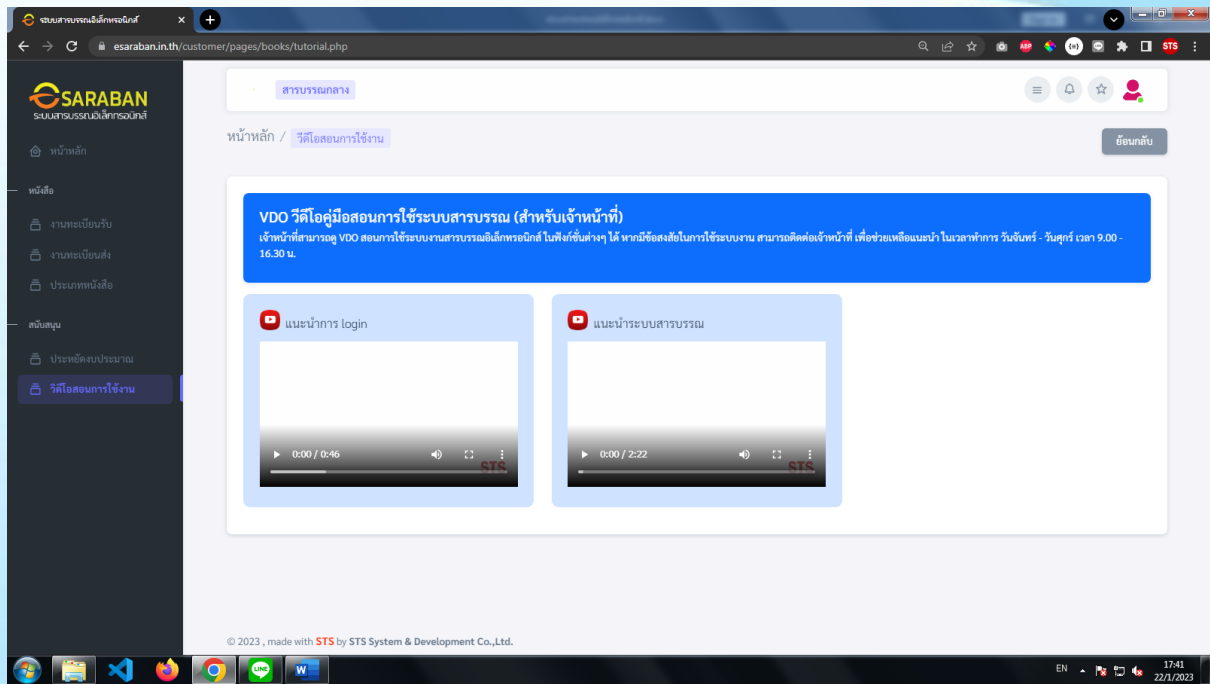 ระบบสารบรรณอิเล็กทรอนิกส์
esaraban.in.th/customer/pages/books/tutorial.php
ABP
STS
SARABAN
ระบบสารบรรณอิเล็กทรอนิกส์
หน้าหลัก
หนังสือ
งานทะเบียนรับ
งานทะเบียนส่ง
ประเภทหนังสือ
สนับสนุน
ประหยัดงบประมาณ
วิดีโอสอนการใช้งาน
สารบรรณกลาง
หน้าหลัก / วิดีโอสอนการใช้งาน
ย้อนกลับ
VDO วีดีโอคู่มือสอนการใช้ระบบสารบรรณ (สำหรับเจ้าหน้าที่)
เจ้าหน้าที่สามารถดู VDO สอนการใช้ระบบงานสารบรรณอิเล็กทรอนิกส์ ในฟังก์ชั่นต่างๆ ได้ หากมีข้อสงสัยในการใช้ระบบงาน สามารถติดต่อเจ้าหน้าที่ เพื่อช่วยเหลือแนะนำ ในเวลาทำการ วันจันทร์ - วันศุกร์ เวลา 9.00 -
16.30 น.
แนะนำการ login
0:00 / 0:46
STS
แนะนำระบบสารบรรณ
0:00 / 2:22
STS
© 2023 , made with STS by STS System & Development Co.,Ltd.
LINE
W
EN
17:41
22/1/2023